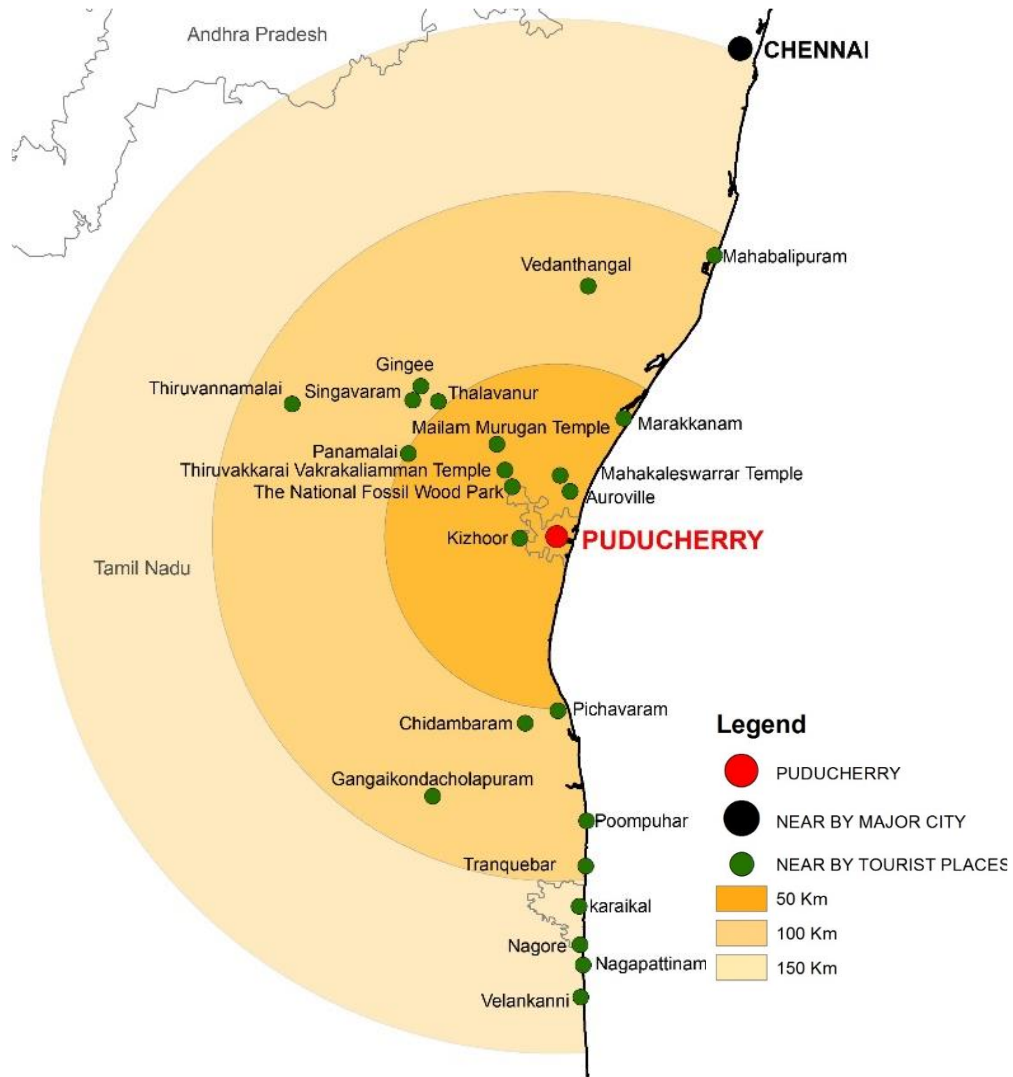 Andhra Pradesh
CHENNAI
Mahabalipuram
Vedanthangal
Gingee
Thiruvannamalai
Singavaram
Thalavanur
Mailam Murugan Temple
Marakkanam
Panamalai
Thiruvakkarai Vakrakaliamman Temple
Mahakaleswarrar Temple
The National Fossil Wood Park
Auroville
Kizhoor
PUDUCHERRY
Tamil Nadu
Pichavaram
Chidambaram
Gangaikondacholapuram
Poompuhar
Tranquebar
karaikal
Nagore
Nagapattinam
Velankanni
Legend
PUDUCHERRY
NEAR BY MAJOR CITY
NEAR BY TOURIST PLACES
50 Km
100 Km
150 Km